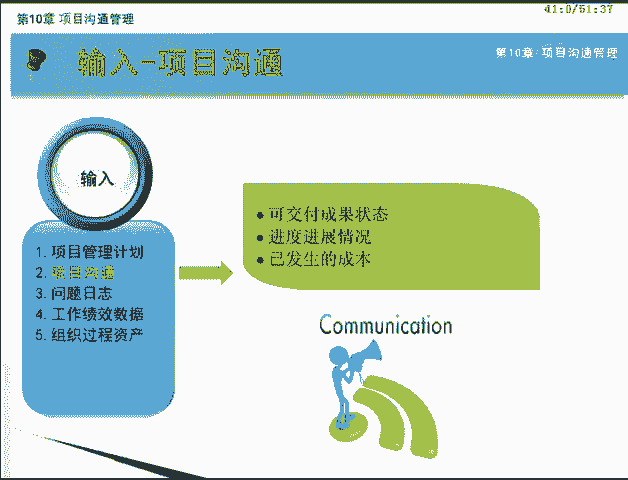 第10章 项目沟通管理
41:0/51:37
输入-项目沟通
第10章 项目沟通管理
输入
1. 项目管理计划
2. 项目沟通
3. 问题日志
4. 工作绩效数据
5. 组织过程资产
● 可交付成果状态
● 进度进展情况
● 已发生的成本
Communication